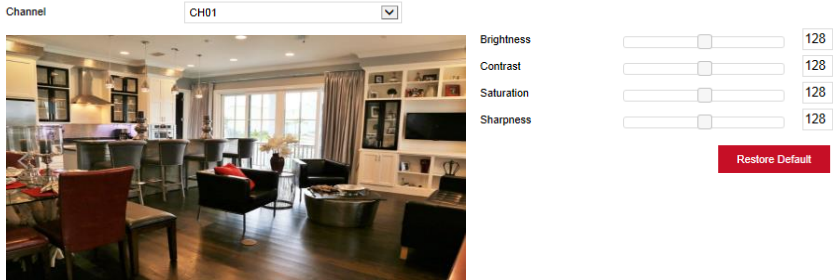 Channel
CH01
Brightness
128
Contrast
128
Saturation
128
Sharpness
128
Restore Default